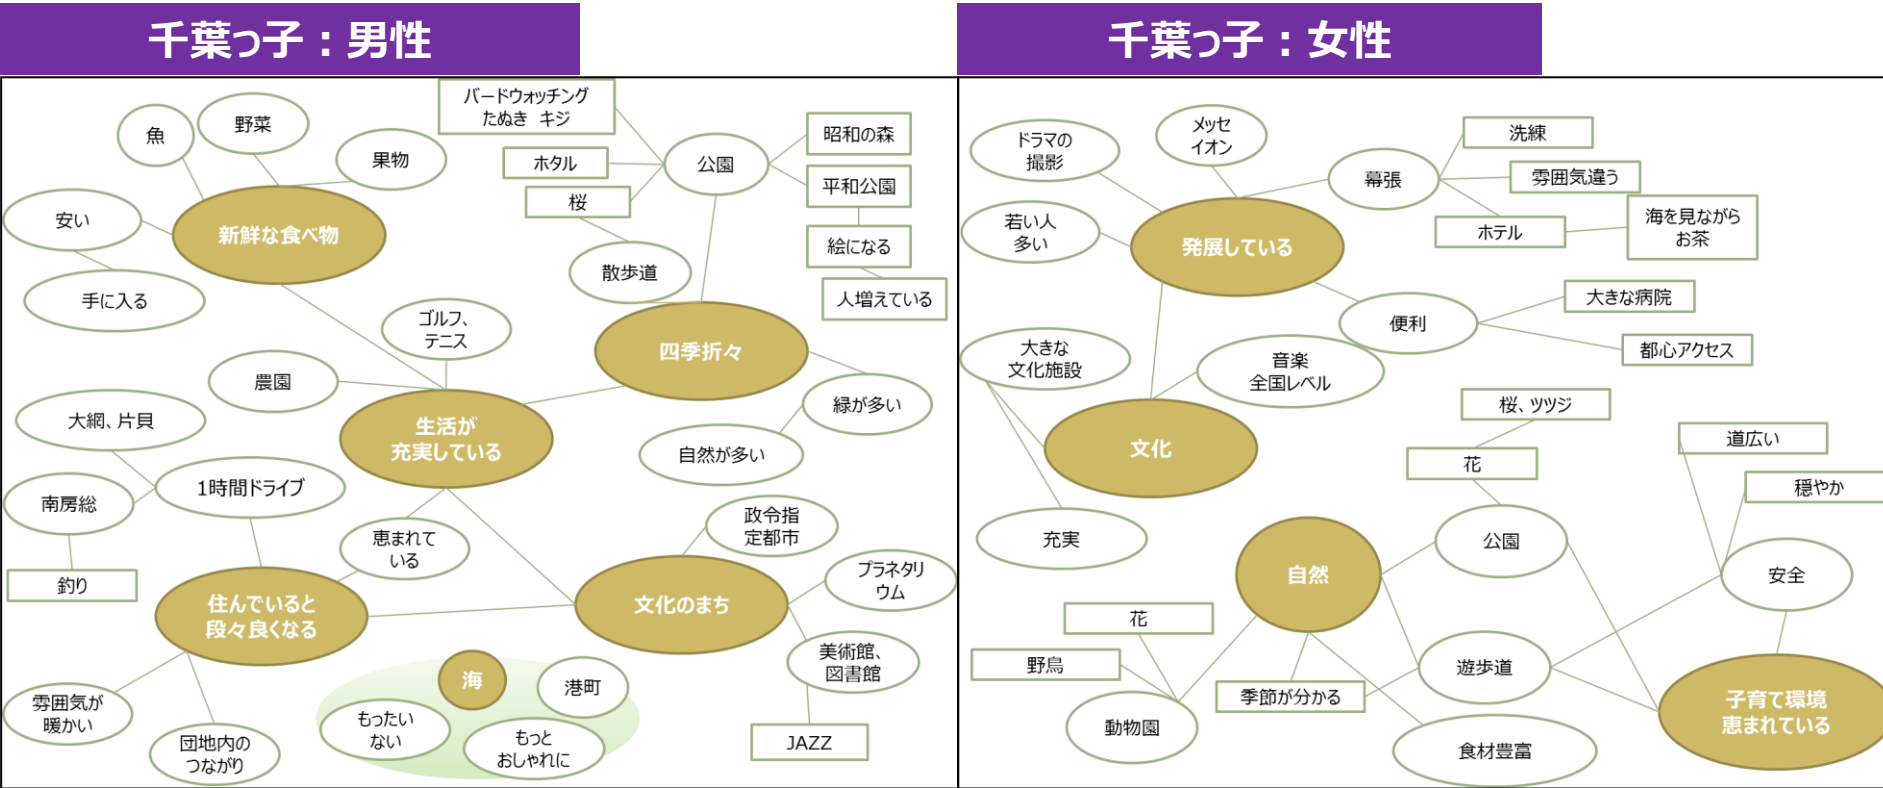 千葉っ子：男性
バードウォッチング
たぬき キジ
野菜
魚
昭和の森
果物
ホタル
公園
平和公園
桜
安い
新鮮な食べ物
絵になる
散歩道
手に入る
人増えている
ゴルフ、
テニス
四季折々
農園
緑が多い
大網、片貝
生活が
充実している
自然が多い
1時間ドライブ
南房総
政令指
定都市
恵まれて
いる
プラネタリ
ウム
釣り
住んでいると
段々良くなる
文化のまち
美術館、
図書館
海
港町
雰囲気が
暖かい
もったい
ない
もっと
おしゃれに
団地内の
つながり
JAZZ
千葉っ子：女性
メッセ
イオン
洗練
ドラマの
撮影
幕張
雰囲気違う
若い人
多い
海を見ながら
お茶
ホテル
発展している
大きな病院
便利
大きな
文化施設
音楽
全国レベル
都心アクセス
桜、ツツジ
道広い
文化
花
穏やか
充実
公園
自然
安全
花
野鳥
遊歩道
季節が分かる
子育て環境
恵まれている
動物園
食材豊富